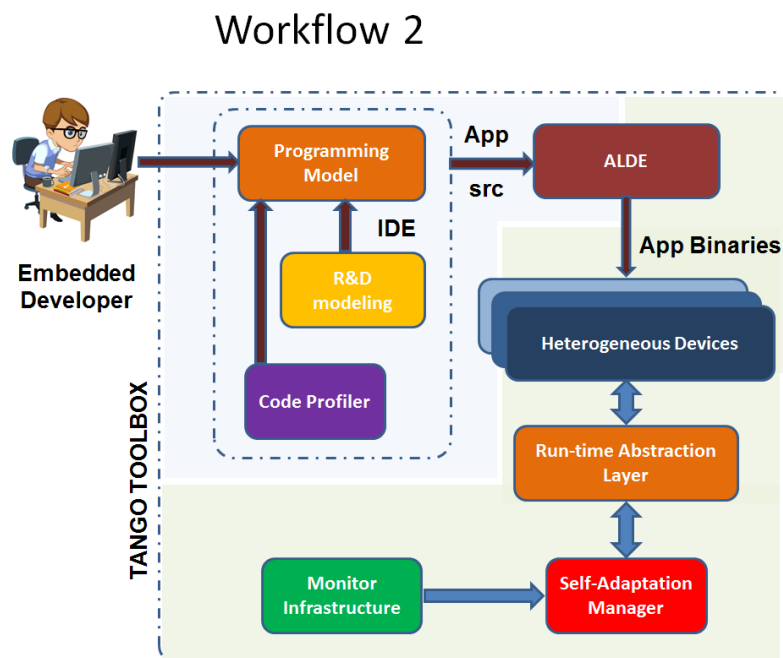 Workflow 2
Programming
Model
App
src
ALDE
IDE
App Binaries
Embedded
Developer
R&D
modeling
Heterogeneous Devices
Code Profiler
TANGO TOOLBOX
Run-time Abstraction
Layer
Monitor
Infrastructure
Self-Adaptation
Manager